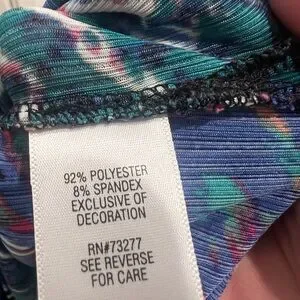 92% POLYESTER
8% SPANDEX
EXCLUSIVE OF
DECORATION
RN#73277
SEE REVERSE
FOR CARE